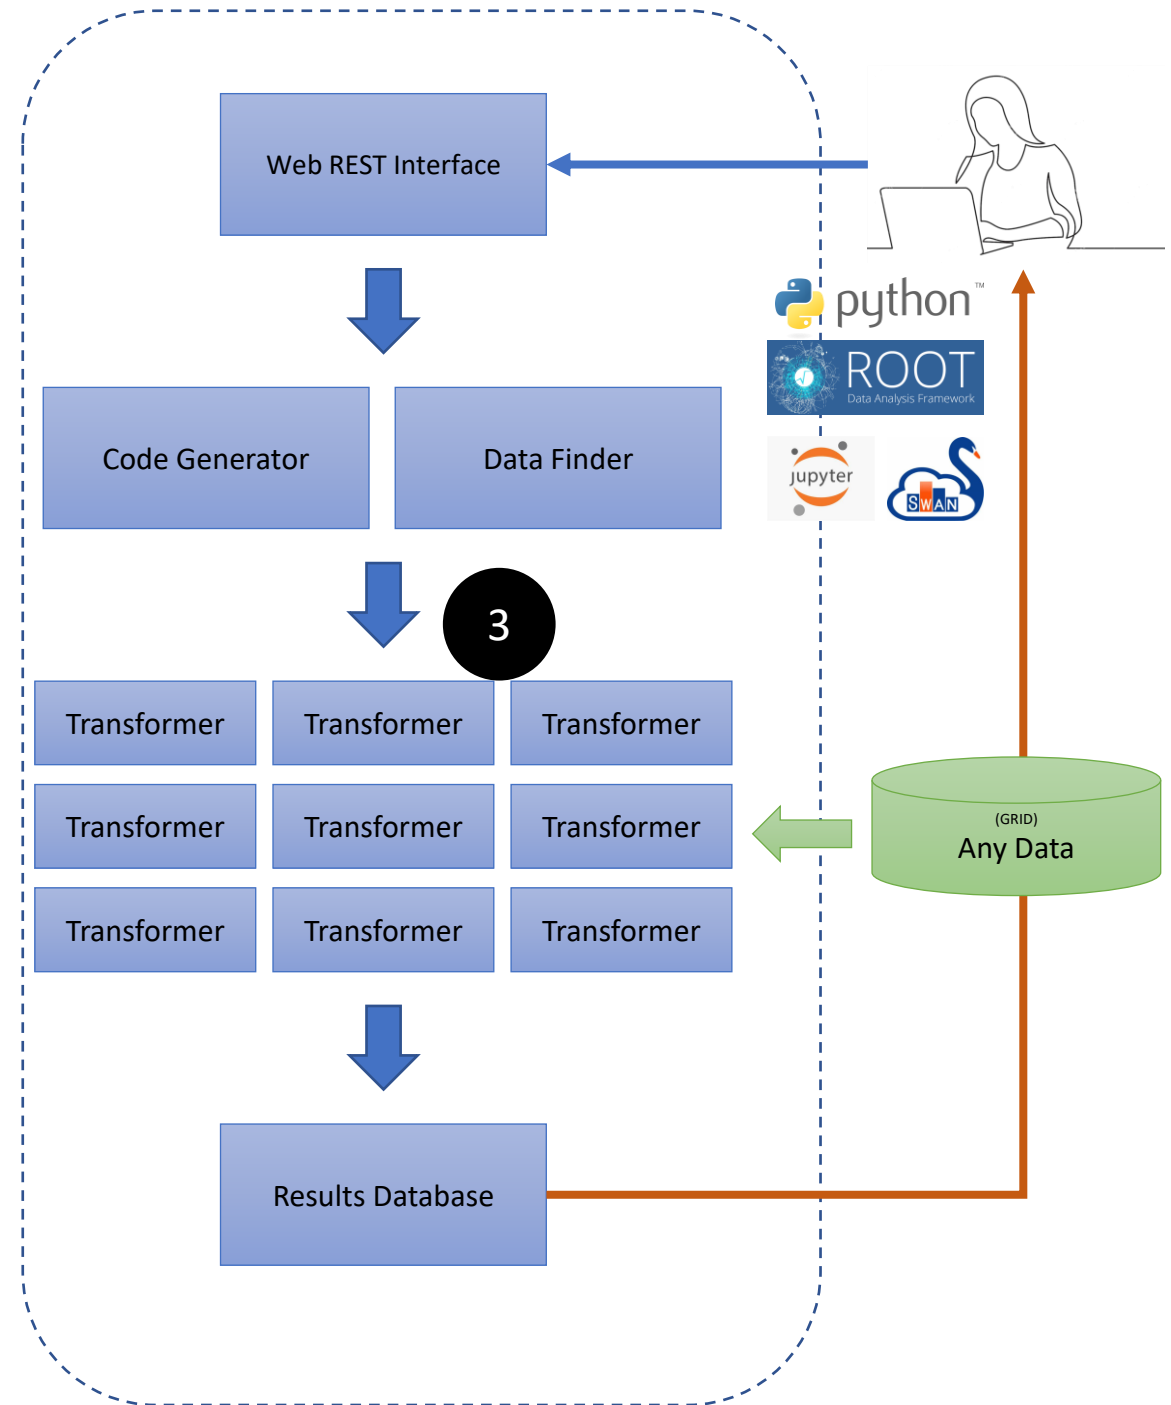 Web REST Interface
python™
ROOT
Data Analysis Framework
Code Generator
Data Finder
jupyter
SWAN
3
Transformer
Transformer
Transformer
Transformer
Transformer
Transformer
(GRID)
Any Data
Transformer
Transformer
Transformer
Results Database